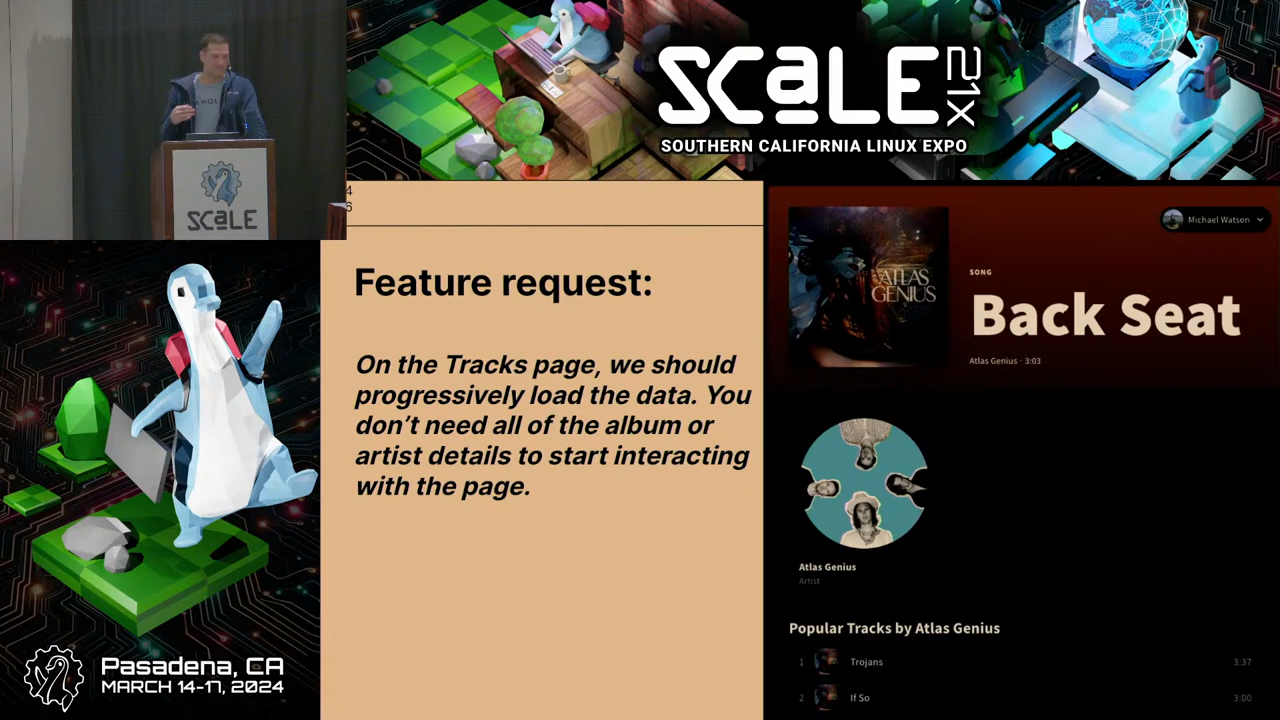 SCALE
21X
SOUTHERN CALIFORNIA LINUX EXPO
SCALE
4
6
Feature request:
On the Tracks page, we should
progressively load the data. You
don’t need all of the album or
artist details to start interacting
with the page.
ATLAS
GENIUS
Michael Watson
SONG
Back Seat
Atlas Genius · 3:03
Atlas Genius
Artist
Popular Tracks by Atlas Genius
1 Trojans 3:37
2 If So 3:00
Pasadena, CA
MARCH 14-17, 2024